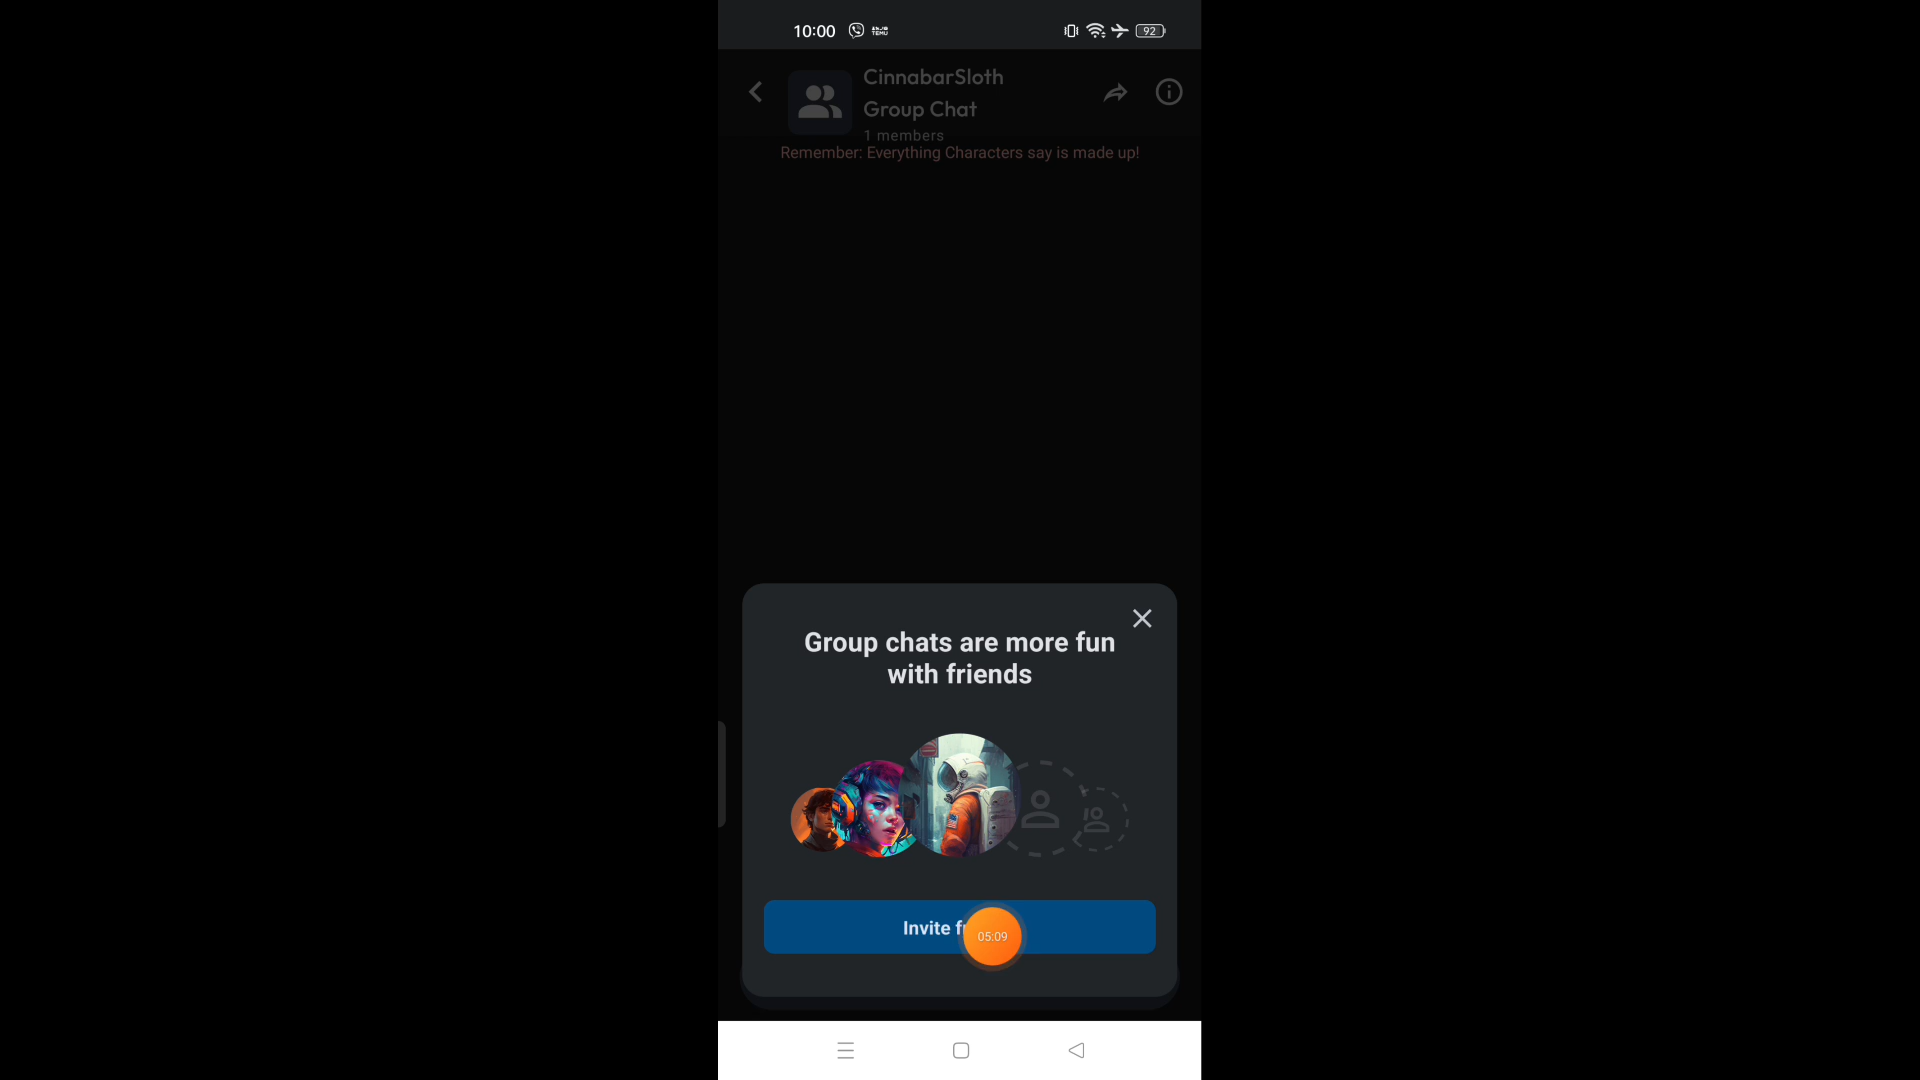 10:00
TEMU
92
CinnabarSloth
Group Chat
1 members
Remember: Everything Characters say is made up!
Group chats are more fun
with friends
Invite
05:09